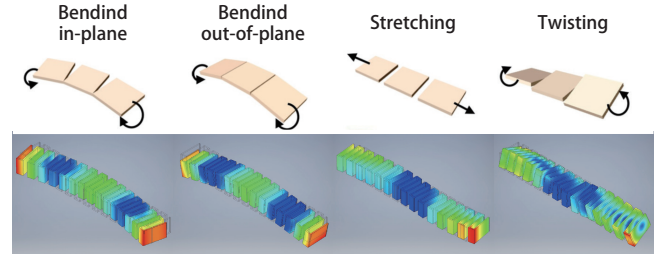 Bendind
in-plane
Bendind
out-of-plane
Stretching
Twisting